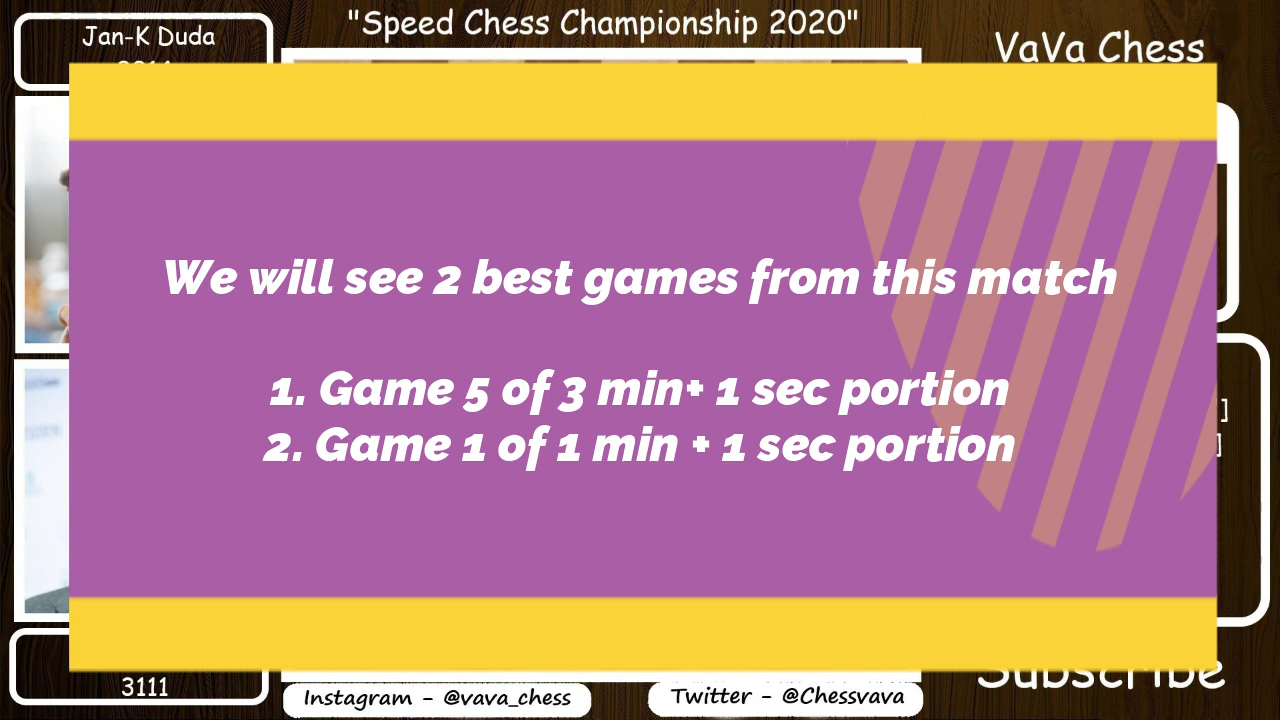 Jan-K Duda
"Speed Chess Championship 2020"
VaVa Chess
We will see 2 best games from this match
1. Game 5 of 3 min+ 1 sec portion
2. Game 1 of 1 min + 1 sec portion
]
]
3111
Instagram - @vava_chess
Twitter - @Chessvava
Subscribe